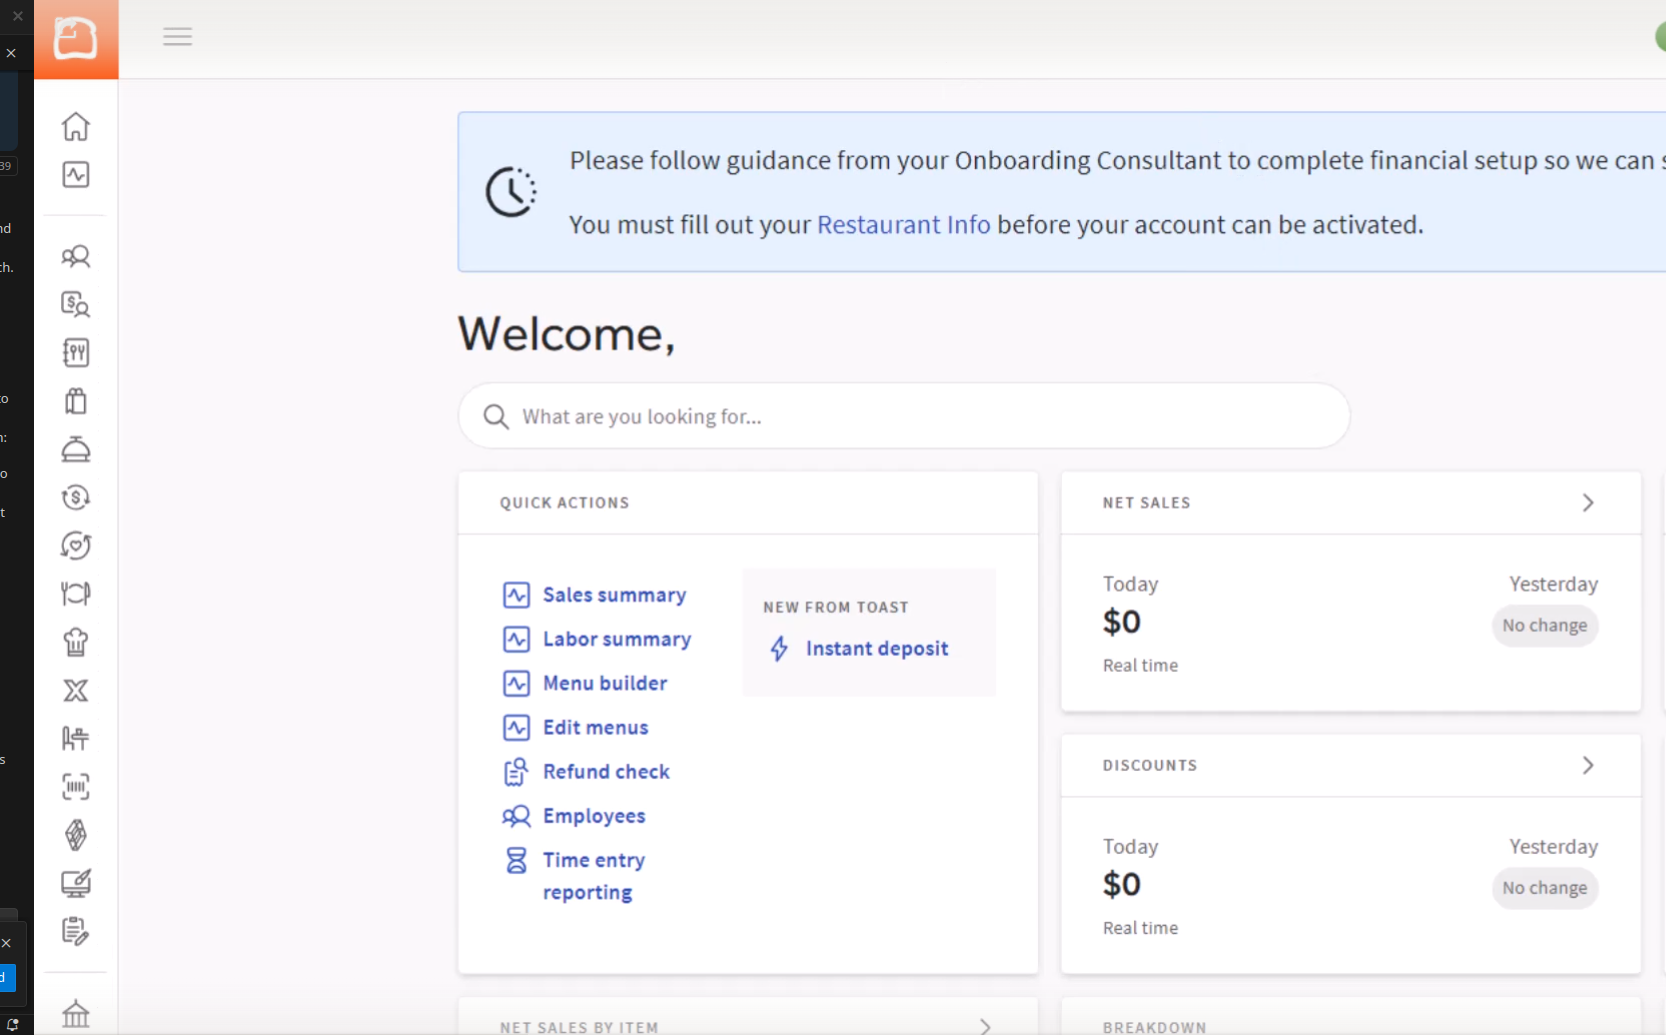 39
nd
ch.
to
n:
o
t
s
d
Please follow guidance from your Onboarding Consultant to complete financial setup so we can s
You must fill out your Restaurant Info before your account can be activated.
Welcome,
What are you looking for...
QUICK ACTIONS
Sales summary
Labor summary
Menu builder
Edit menus
Refund check
Employees
Time entry
reporting
NEW FROM TOAST
Instant deposit
NET SALES
Today
Yesterday
$0
No change
Real time
DISCOUNTS
Today
Yesterday
$0
No change
Real time
NET SALES BY ITEM
BREAKDOWN